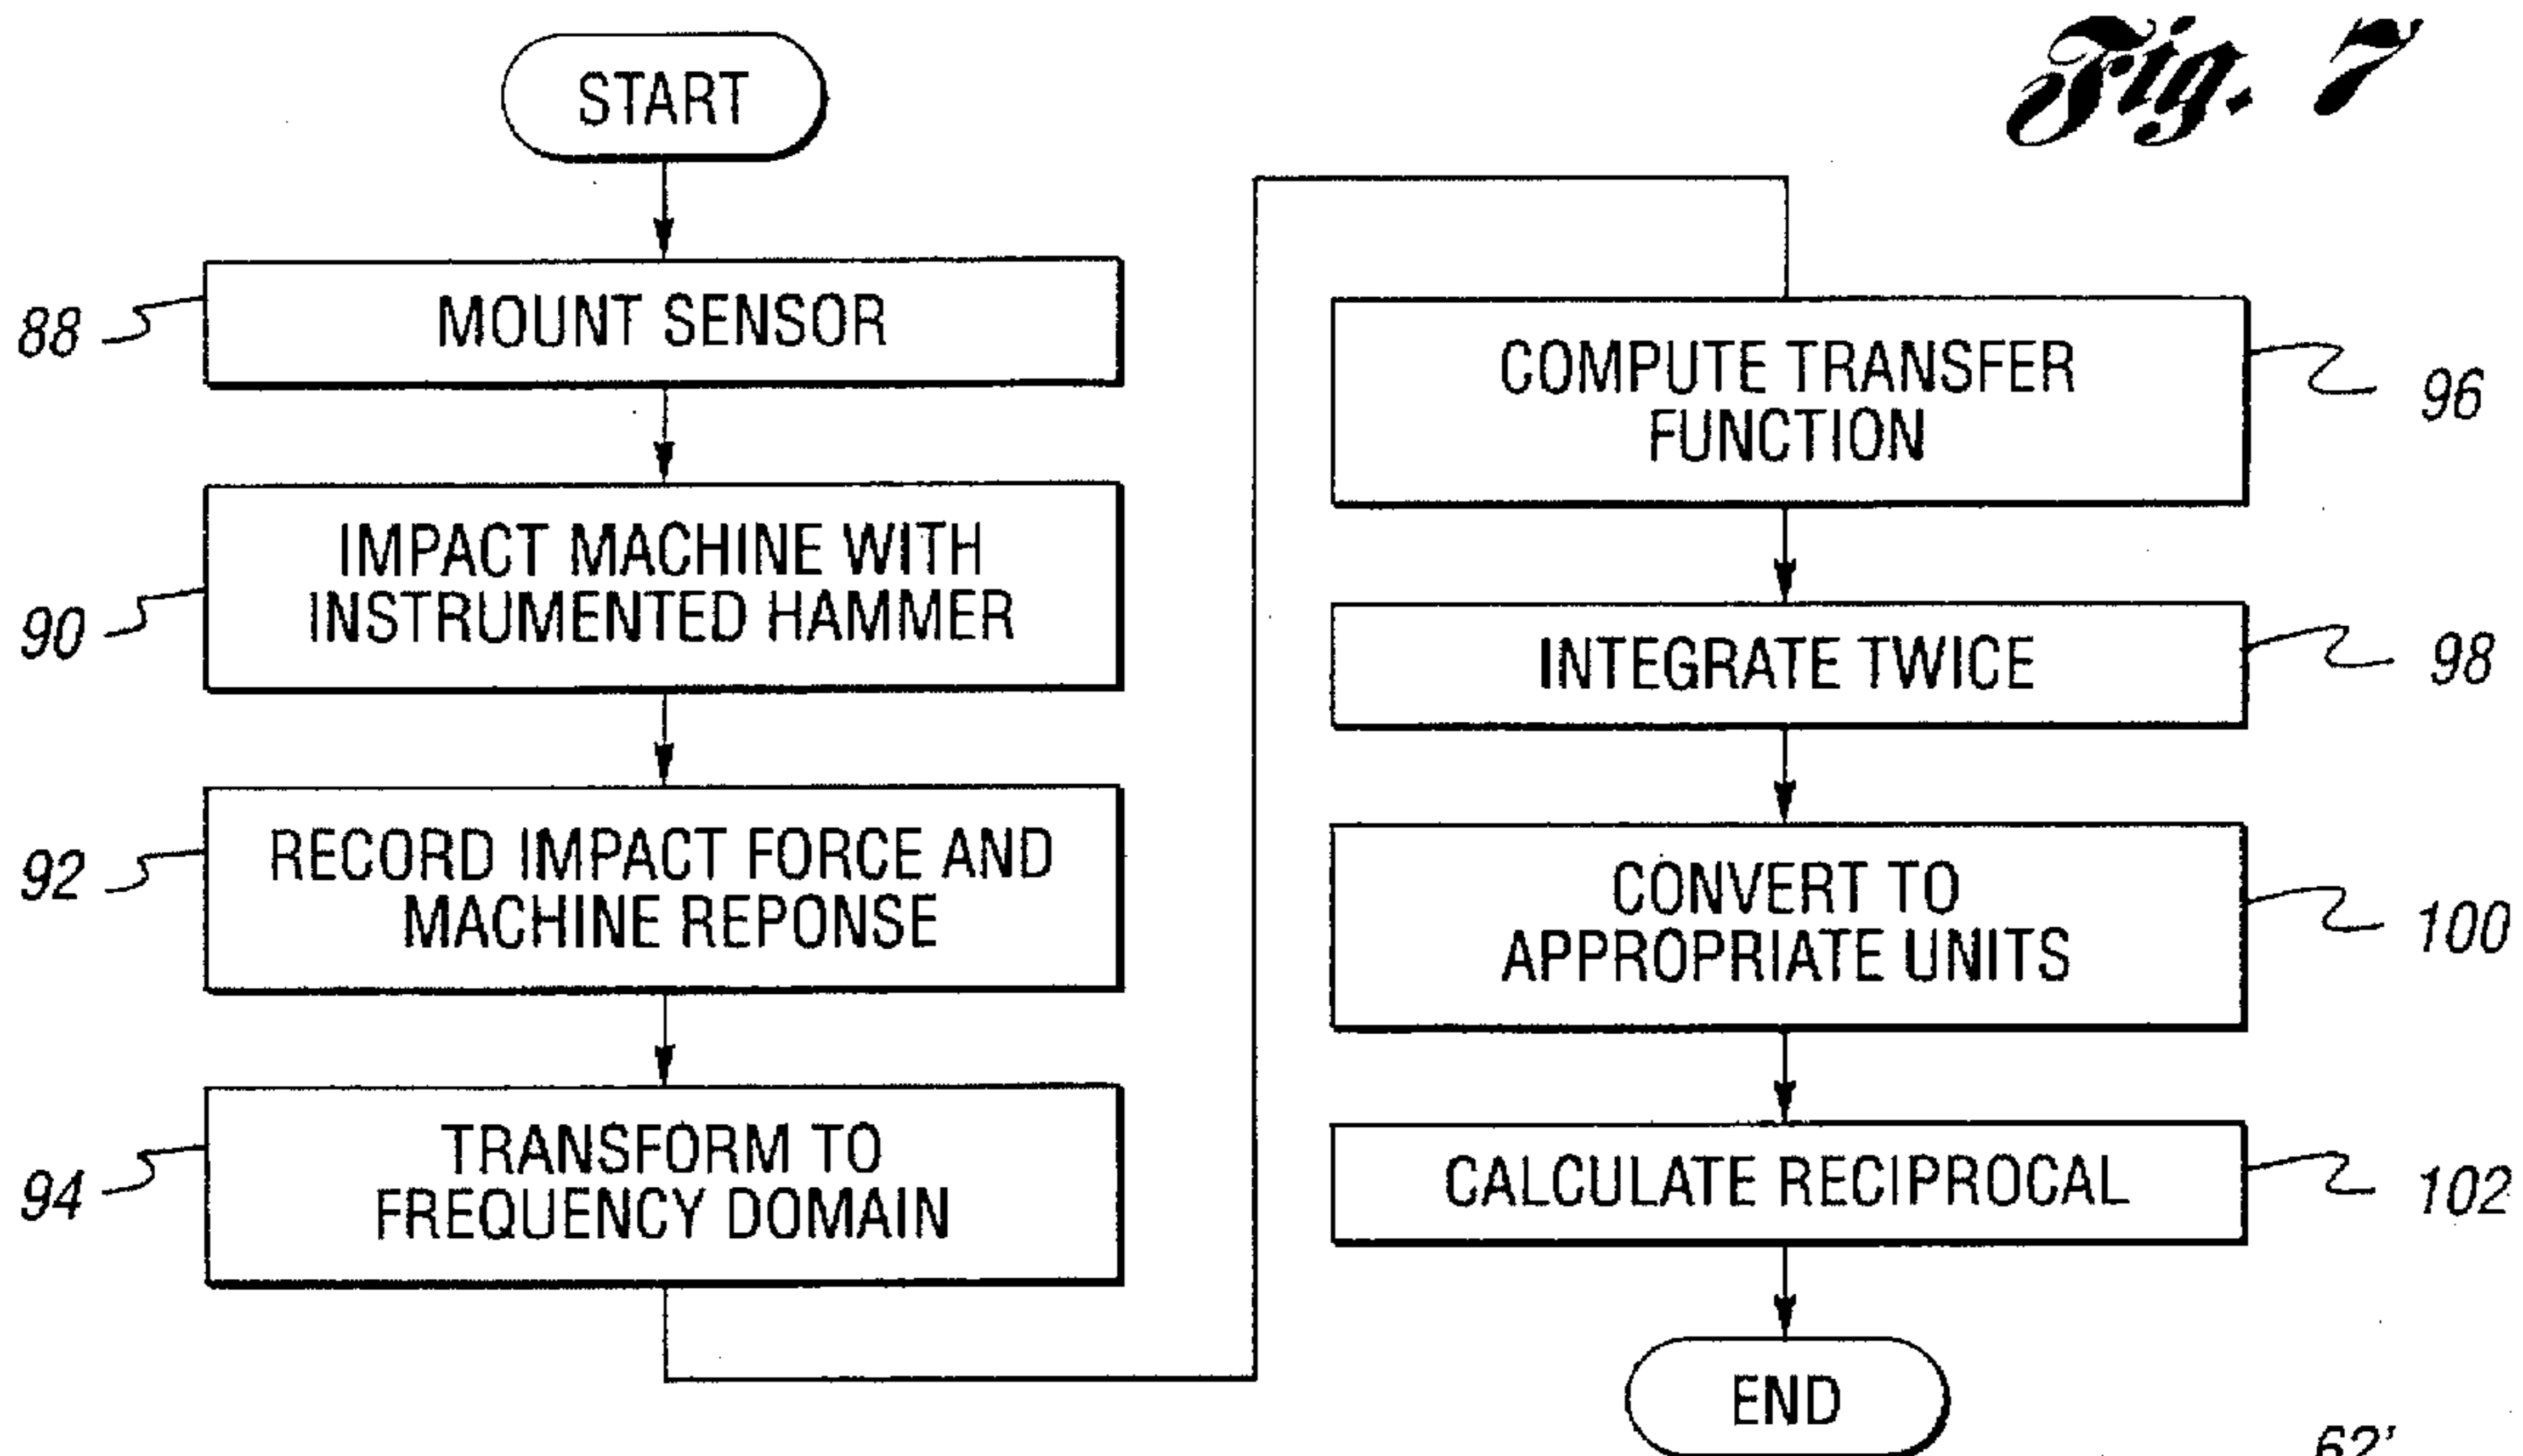 Fig. 7
START
88
MOUNT SENSOR
90
IMPACT MACHINE WITH
INSTRUMENTED HAMMER
92
RECORD IMPACT FORCE AND
MACHINE REPONSE
94
TRANSFORM TO
FREQUENCY DOMAIN
COMPUTE TRANSFER
FUNCTION
96
INTEGRATE TWICE
98
CONVERT TO
APPROPRIATE UNITS
100
CALCULATE RECIPROCAL
102
END
62'